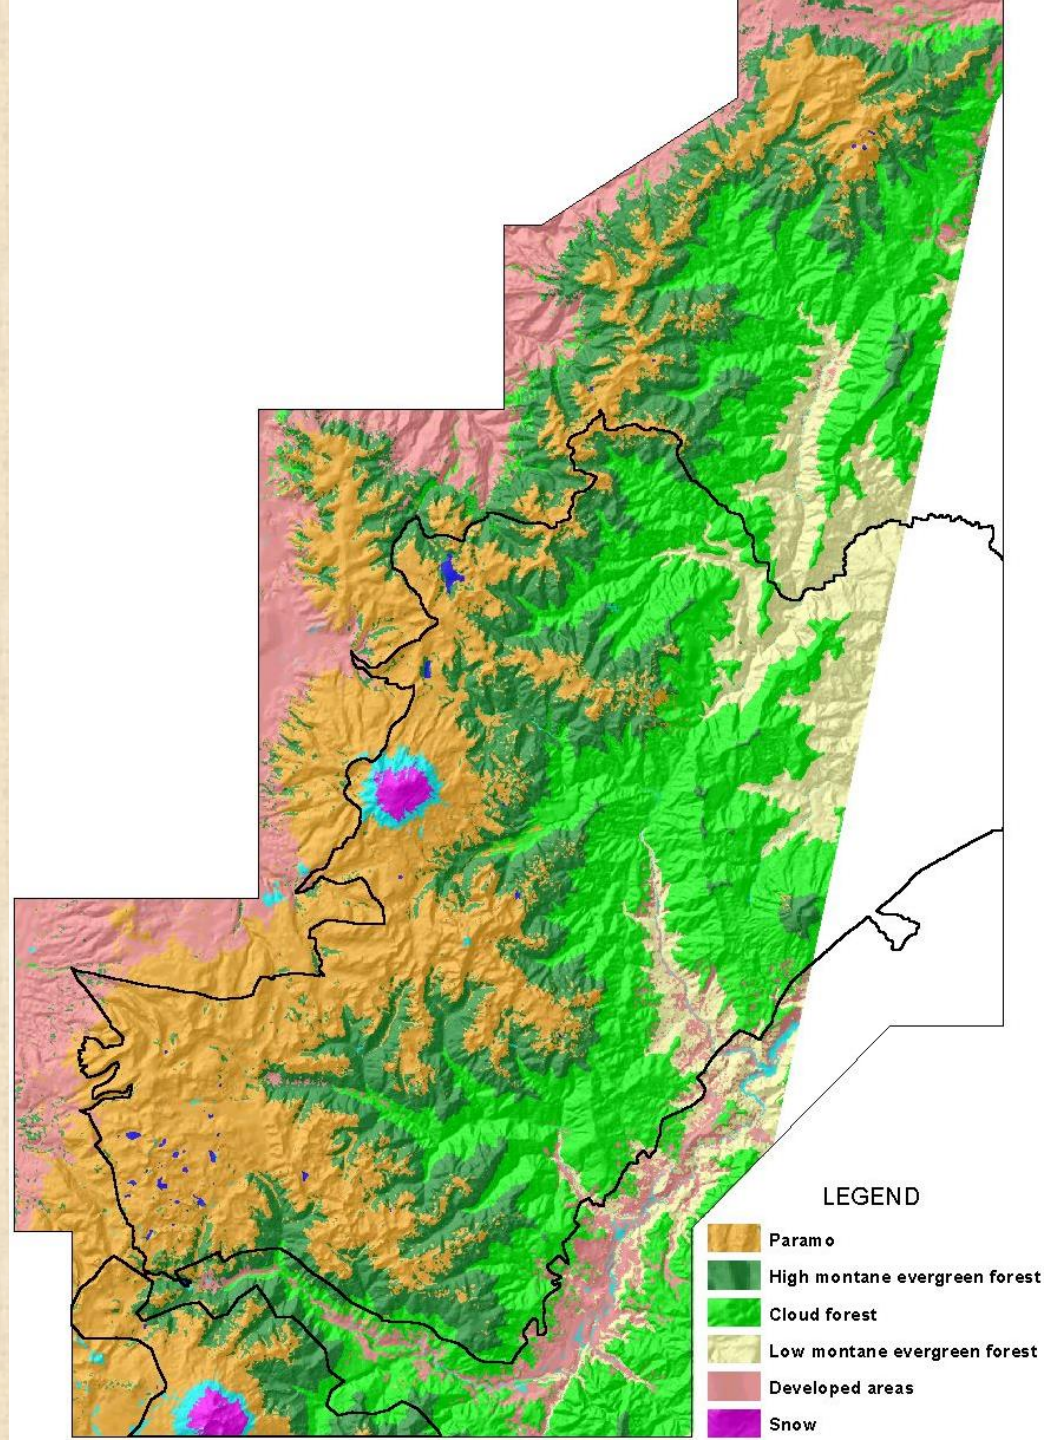 LEGEND
Paramo
High montane evergreen forest
Cloud forest
Low montane evergreen forest
Developed areas
Snow